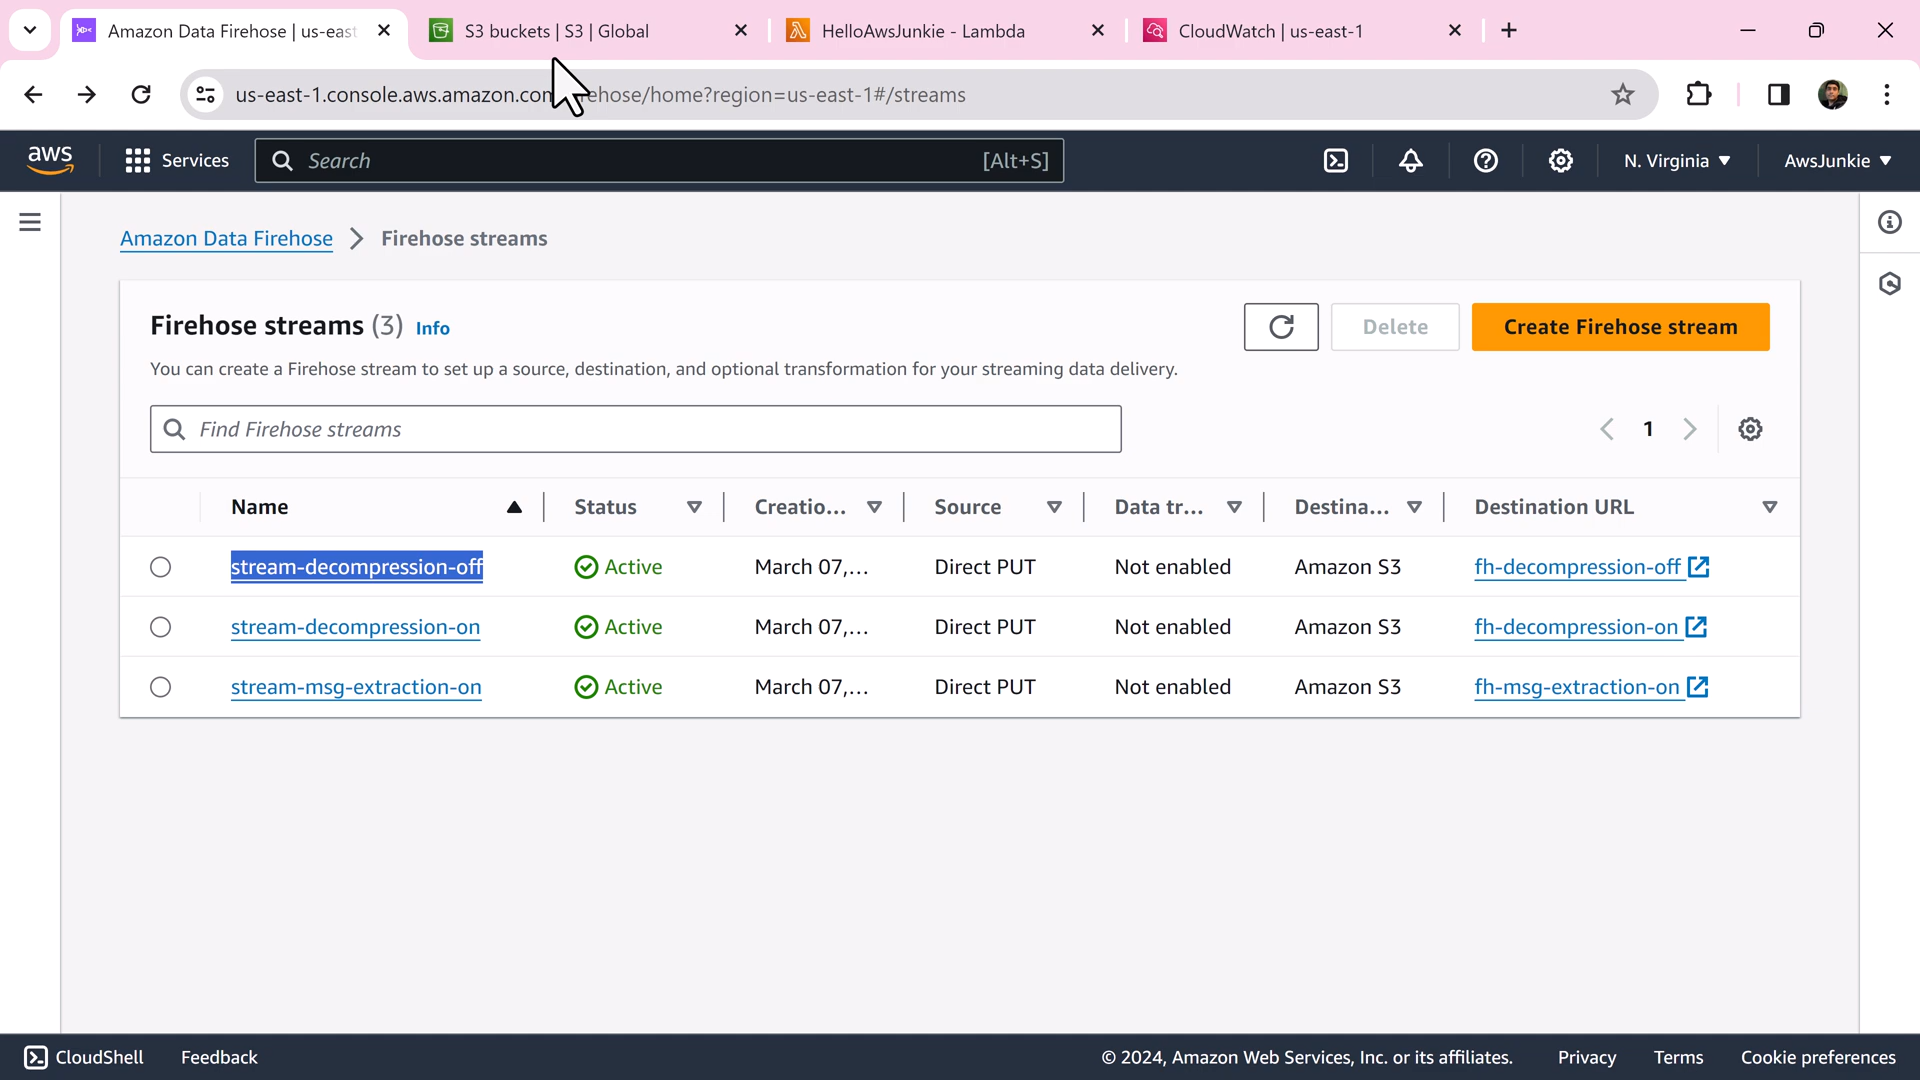 Amazon Data Firehose | us-east
S3 buckets | S3 | Global
HelloAwsJunkie - Lambda
CloudWatch | us-east-1
us-east-1.console.aws.amazon.com ehose/home?region=us-east-1#/streams
aws
Services
Search
[Alt+S]
N. Virginia
AwsJunkie
Amazon Data Firehose
Firehose streams
Firehose streams (3) Info
Delete
Create Firehose stream
You can create a Firehose stream to set up a source, destination, and optional transformation for your streaming data delivery.
Find Firehose streams
1
Name Status Creatio... Source Data tr... Destina... Destination URL
stream-decompression-off Active March 07,... Direct PUT Not enabled Amazon S3 fh-decompression-off
stream-decompression-on Active March 07,... Direct PUT Not enabled Amazon S3 fh-decompression-on
stream-msg-extraction-on Active March 07,... Direct PUT Not enabled Amazon S3 fh-msg-extraction-on
CloudShell Feedback © 2024, Amazon Web Services, Inc. or its affiliates. Privacy Terms Cookie preferences